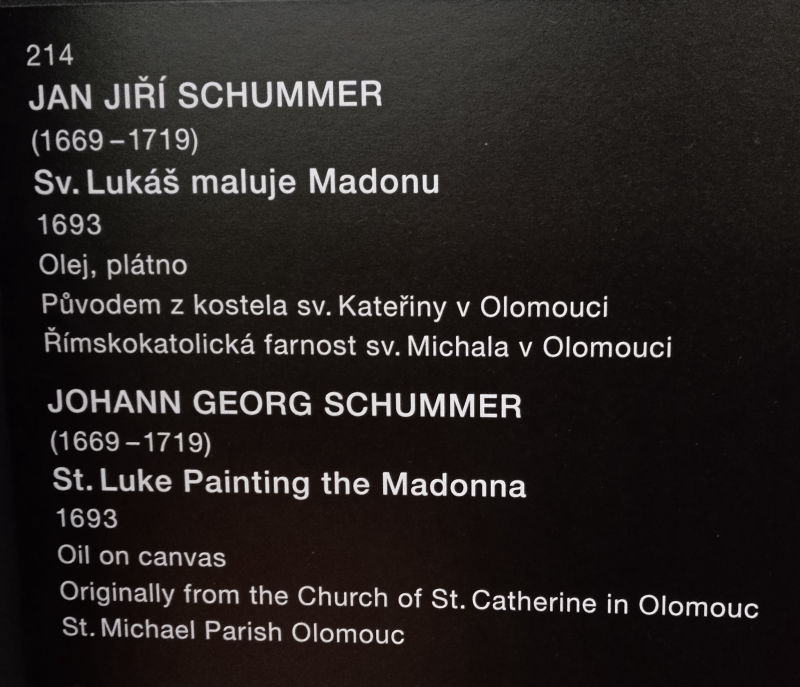 214
JAN JIŘÍ SCHUMMER
(1669–1719)
Sv. Lukáš maluje Madonu
1693
Olej, plátno
Původem z kostela sv. Kateřiny v Olomouci
Římskokatolická farnost sv. Michala v Olomouci
JOHANN GEORG SCHUMMER
(1669–1719)
St. Luke Painting the Madonna
1693
Oil on canvas
Originally from the Church of St. Catherine in Olomouc
St. Michael Parish Olomouc